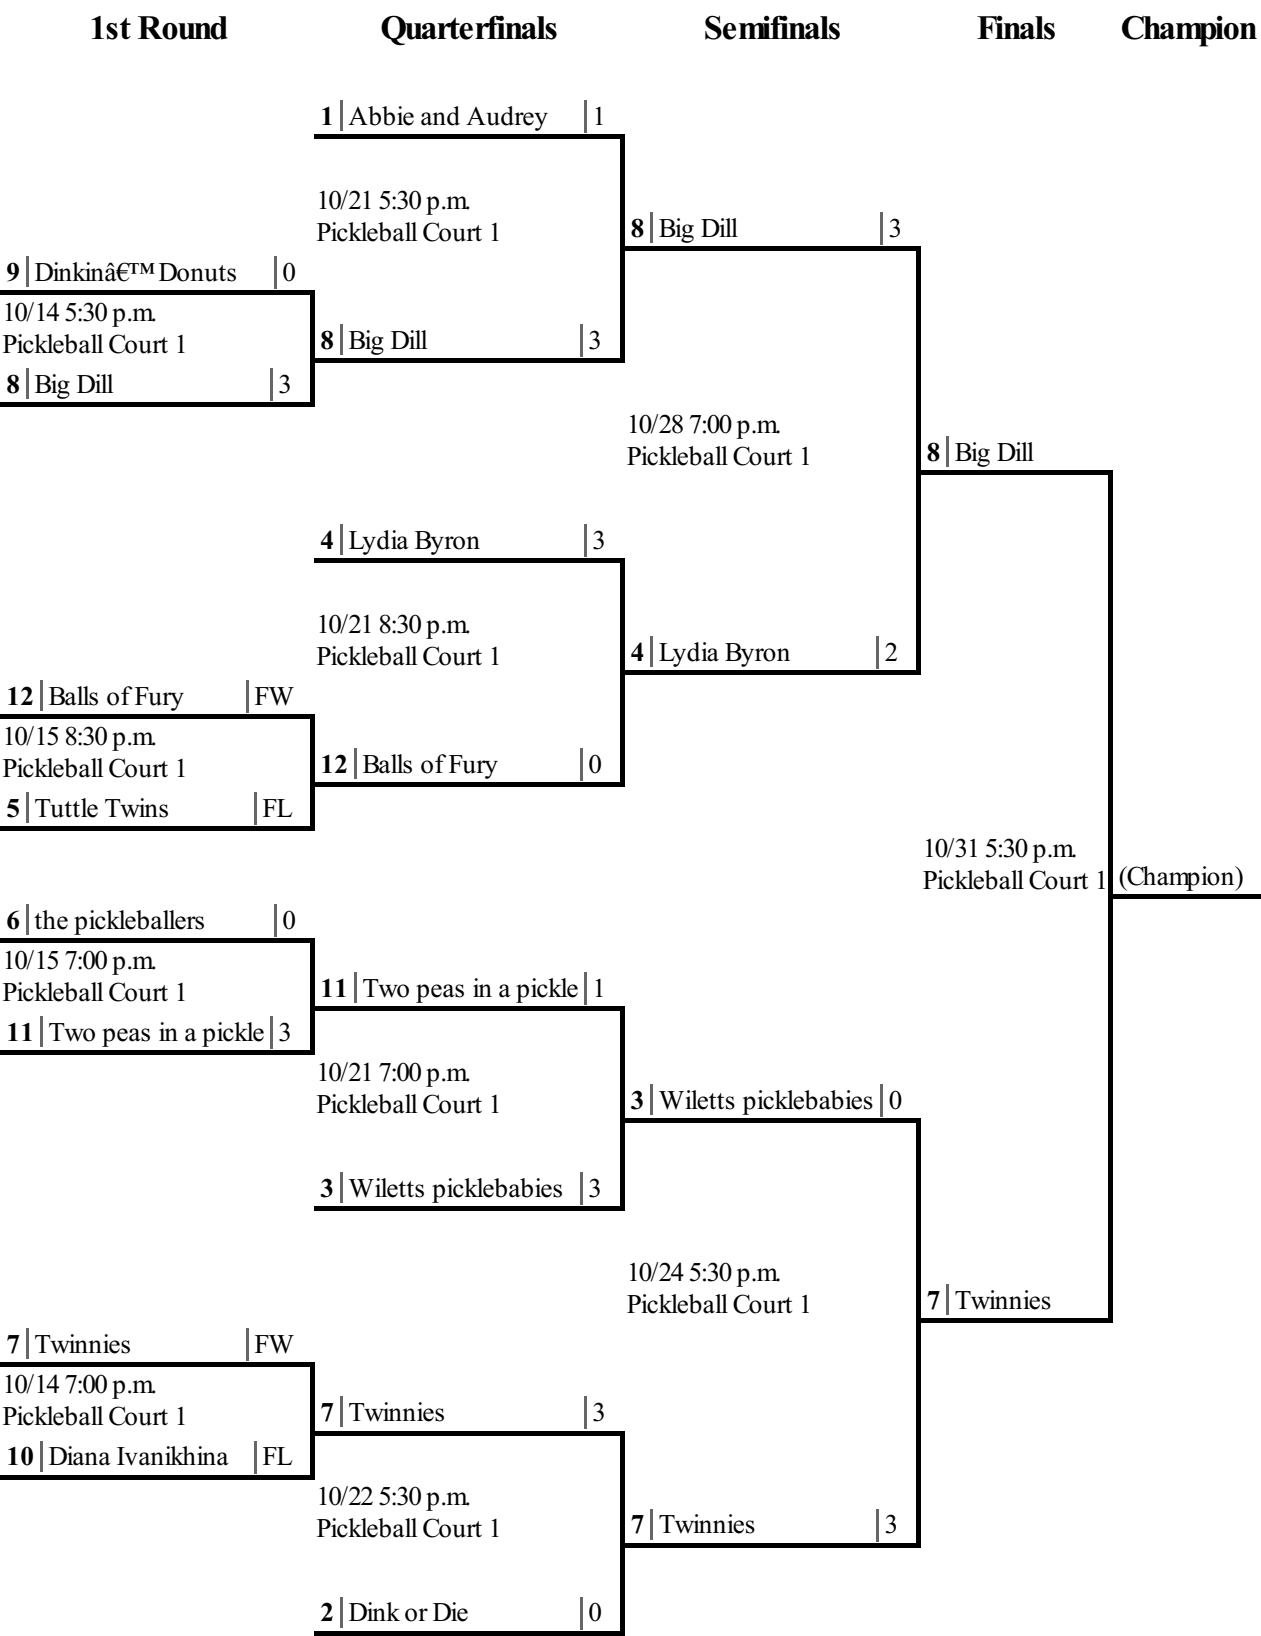 1st Round Quarterfinals Semifinals Finals Champion
1 Abbie and Audrey 1
10/21 5:30 p.m.
Pickleball Court 1
8 Big Dill 3
9 Dinkinâ€™ Donuts 0
10/14 5:30 p.m.
Pickleball Court 1
8 Big Dill 3
8 Big Dill 3
10/28 7:00 p.m.
Pickleball Court 1
8 Big Dill
4 Lydia Byron 3
10/21 8:30 p.m.
Pickleball Court 1
4 Lydia Byron 2
12 Balls of Fury FW
10/15 8:30 p.m.
Pickleball Court 1
12 Balls of Fury 0
5 Tuttle Twins FL
10/31 5:30 p.m.
Pickleball Court 1
(Champion)
6 the pickleballers 0
10/15 7:00 p.m.
Pickleball Court 1
11 Two peas in a pickle 1
11 Two peas in a pickle 3
10/21 7:00 p.m.
Pickleball Court 1
3 Wiletts picklebabies 0
3 Wiletts picklebabies 3
10/24 5:30 p.m.
Pickleball Court 1
7 Twinnies
7 Twinnies FW
10/14 7:00 p.m.
Pickleball Court 1
7 Twinnies 3
10 Diana Ivanikhina FL
10/22 5:30 p.m.
Pickleball Court 1
7 Twinnies 3
2 Dink or Die 0